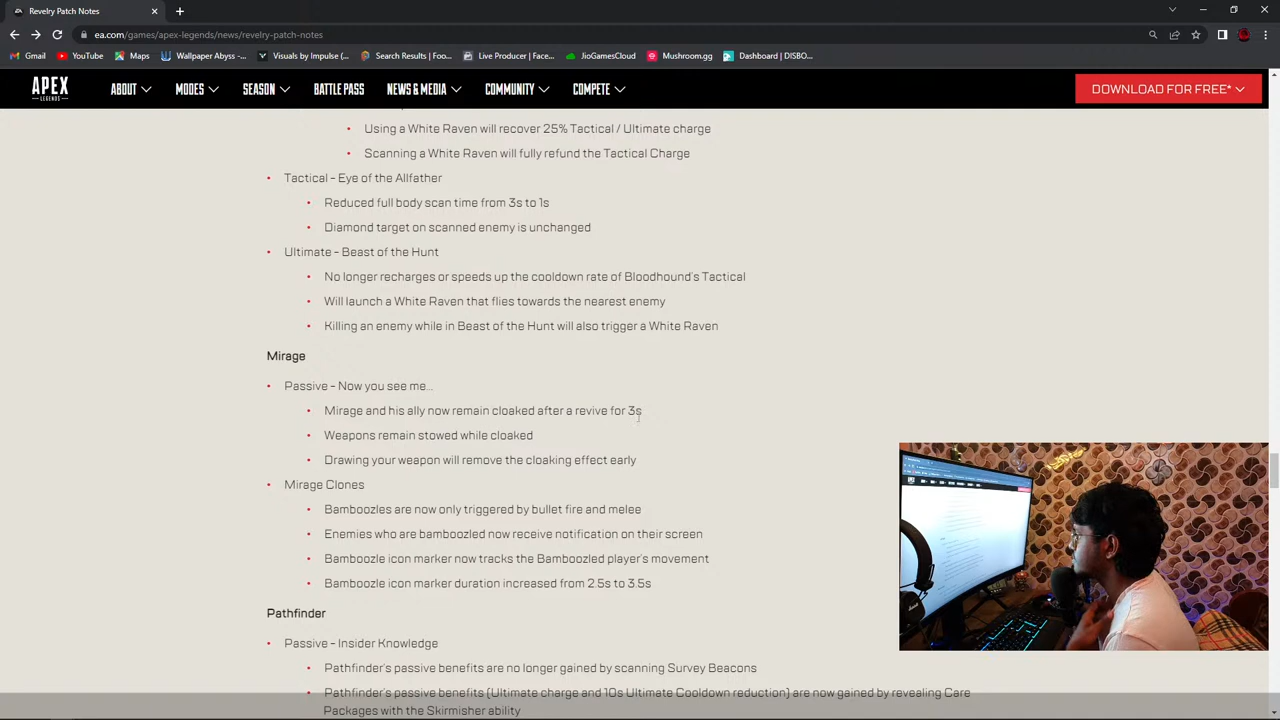 Revelry Patch Notes
ea.com/games/apex-legends/news/revelry-patch-notes
Gmail YouTube Maps Wallpaper Abyss -... Visuals by Impulse (... Search Results | Foo... Live Producer | Face... JioGamesCloud Mushroom.gg Dashboard | DISBO...
APEX
LEGENDS
ABOUT MODES SEASON BATTLE PASS NEWS & MEDIA COMMUNITY COMPETE DOWNLOAD FOR FREE*
Using a White Raven will recover 25% Tactical / Ultimate charge
Scanning a White Raven will fully refund the Tactical Charge
Tactical - Eye of the Allfather
Reduced full body scan time from 3s to 1s
Diamond target on scanned enemy is unchanged
Ultimate - Beast of the Hunt
No longer recharges or speeds up the cooldown rate of Bloodhound's Tactical
Will launch a White Raven that flies towards the nearest enemy
Killing an enemy while in Beast of the Hunt will also trigger a White Raven
Mirage
Passive - Now you see me...
Mirage and his ally now remain cloaked after a revive for 3s
Weapons remain stowed while cloaked
Drawing your weapon will remove the cloaking effect early
Mirage Clones
Bamboozles are now only triggered by bullet fire and melee
Enemies who are bamboozled now receive notification on their screen
Bamboozle icon marker now tracks the Bamboozled player's movement
Bamboozle icon marker duration increased from 2.5s to 3.5s
Pathfinder
Passive - Insider Knowledge
Pathfinder's passive benefits are no longer gained by scanning Survey Beacons
Pathfinder's passive benefits (Ultimate charge and 10s Ultimate Cooldown reduction) are now gained by revealing Care
Packages with the Skirmisher ability